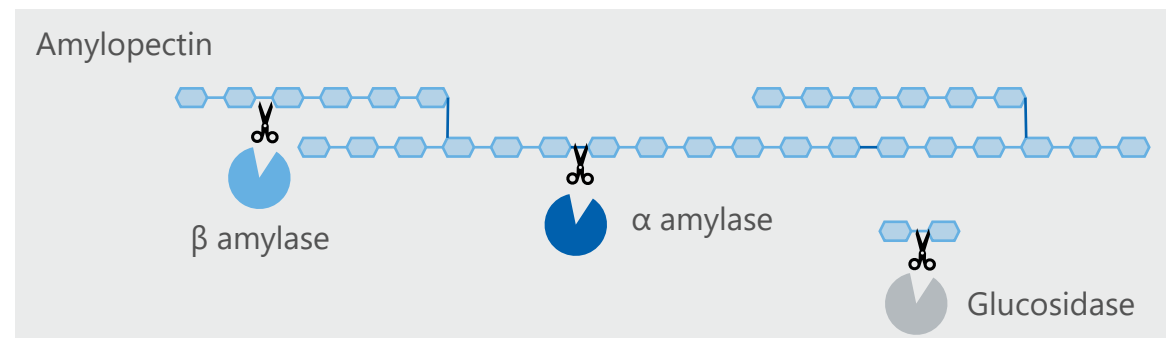 Amylopectin
β amylase
α amylase
Glucosidase